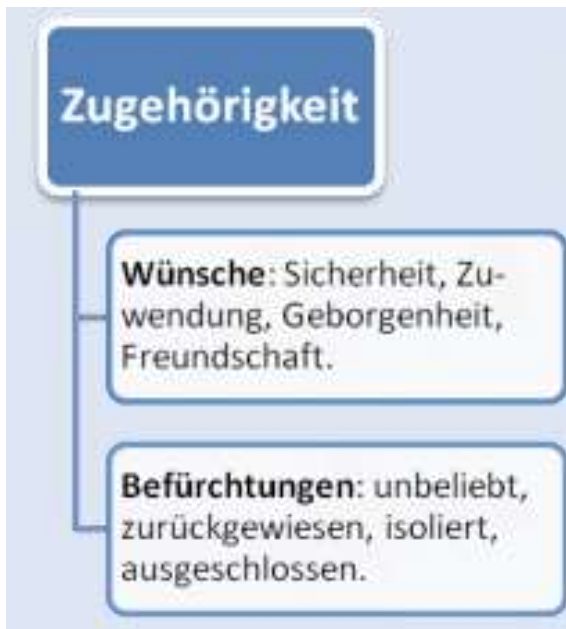 Zugehörigkeit
Wünsche: Sicherheit, Zu-
wendung, Geborgenheit,
Freundschaft.
Befürchtungen: unbeliebt,
zurückgewiesen, isoliert,
ausgeschlossen.